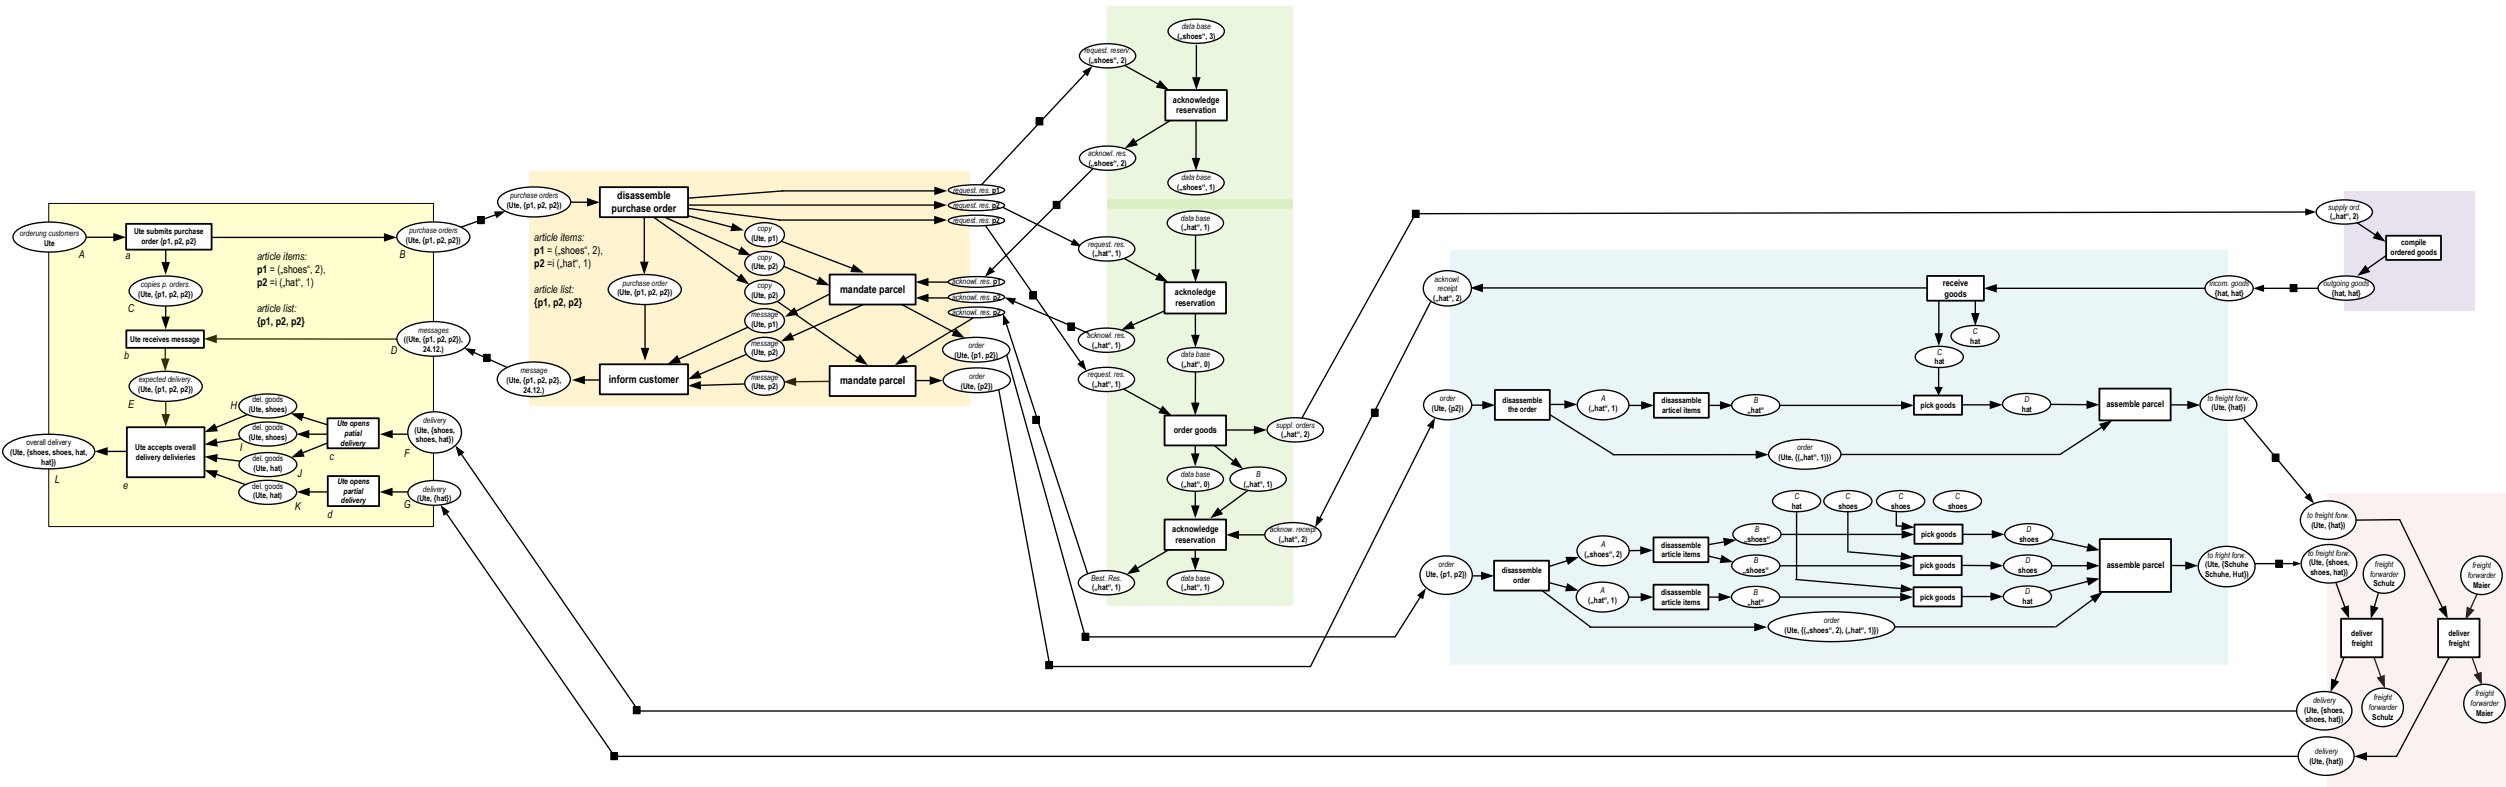 orderung customers
Ute
A
Ute submits purchase
order {p1, p2, p2}
a
purchase orders
(Ute, {p1, p2, p2})
B
article items:
p1 = („shoes“, 2),
p2 =i („hat“, 1)
article list:
{p1, p2, p2}
copies p. orders.
(Ute, {p1, p2, p2})
C
Ute receives message
b
messages
((Ute, {p1, p2, p2}),
24.12.)
D
expected delivery.
(Ute, {p1, p2, p2})
E
H
del. goods
(Ute, shoes)
del. goods
(Ute, shoes)
I
del. goods
(Ute, hat)
J
del. goods
(Ute, hat)
K
Ute opens
patial
delivery
c
Ute opens
partial
delivery
d
delivery
(Ute, {shoes,
shoes, hat})
F
delivery
(Ute, {hat})
G
Ute accepts overall
delivery delivieries
e
overall delivery
(Ute, {shoes, shoes, hat,
hat})
L
purchase orders
(Ute, {p1, p2, p2})
disassemble
purchase order
article items:
p1 = („shoes“, 2),
p2 =i („hat“, 1)
article list:
{p1, p2, p2}
purchase order
(Ute, {p1, p2, p2})
copy
(Ute, p1)
copy
(Ute, p2)
copy
(Ute, p2)
message
(Ute, p1)
message
(Ute, p2)
message
(Ute, p2)
mandate parcel
mandate parcel
inform customer
message
(Ute, {p1, p2, p2},
24.12.)
request. res. p1
request. res. p2
request. res. p2
acknowl. res. p1
acknowl. res. p2
acknowl. res. p2
order
(Ute, {p1, p2})
order
(Ute, {p2})
data base
(„shoes“, 3)
request. reserv.
(„shoes“, 2)
acknowledge
reservation
acknowl. res.
(„shoes“, 2)
data base
(„shoes“, 1)
data base
(„hat“, 1)
request. res.
(„hat“, 1)
acknoledge
reservation
acknowl. res.
(„hat“, 1)
data base
(„hat“, 0)
request. res.
(„hat“, 1)
order goods
suppl. orders
(„hat“, 2)
data base
(„hat“, 0)
B
(„hat“, 1)
acknowledge
reservation
acknow. receipt
(„hat“, 2)
Best. Res.
(„hat“, 1)
data base
(„hat“, 1)
acknowl.
receipt
(„hat“, 2)
receive
goods
C
hat
C
hat
incom. goods
{hat, hat}
outgoing goods
{hat, hat}
supply ord.
(„hat“, 2)
compile
ordered goods
order
(Ute, {p2})
disassemble
the order
A
(„hat“, 1)
disassamble
articel items
B
„hat“
pick goods
D
hat
assemble parcel
to freight forw.
(Ute, {hat})
order
(Ute, {(„hat“, 1)})
C
hat
C
shoes
C
shoes
C
shoes
order
Ute, {p1, p2})
disassemble
order
A
(„shoes“, 2)
A
(„hat“, 1)
disassemble
article items
disassemble
article items
B
„shoes“
B
„shoes“
B
„hat“
pick goods
pick goods
pick goods
D
shoes
D
shoes
D
hat
assemble parcel
order
(Ute, {(„shoes“, 2), („hat“, 1)})
to fright forw.
(Ute, {Schuhe
Schuhe, Hut})
to freight forw.
(Ute, {hat})
to freight forw.
(Ute, {shoes,
shoes, hat})
freight
forwarder
Schulz
freight
forwarder
Maier
deliver
freight
deliver
freight
delivery
(Ute, {shoes,
shoes, hat})
freight
forwarder
Schulz
freight
forwarder
Maier
delivery
(Ute, {hat})